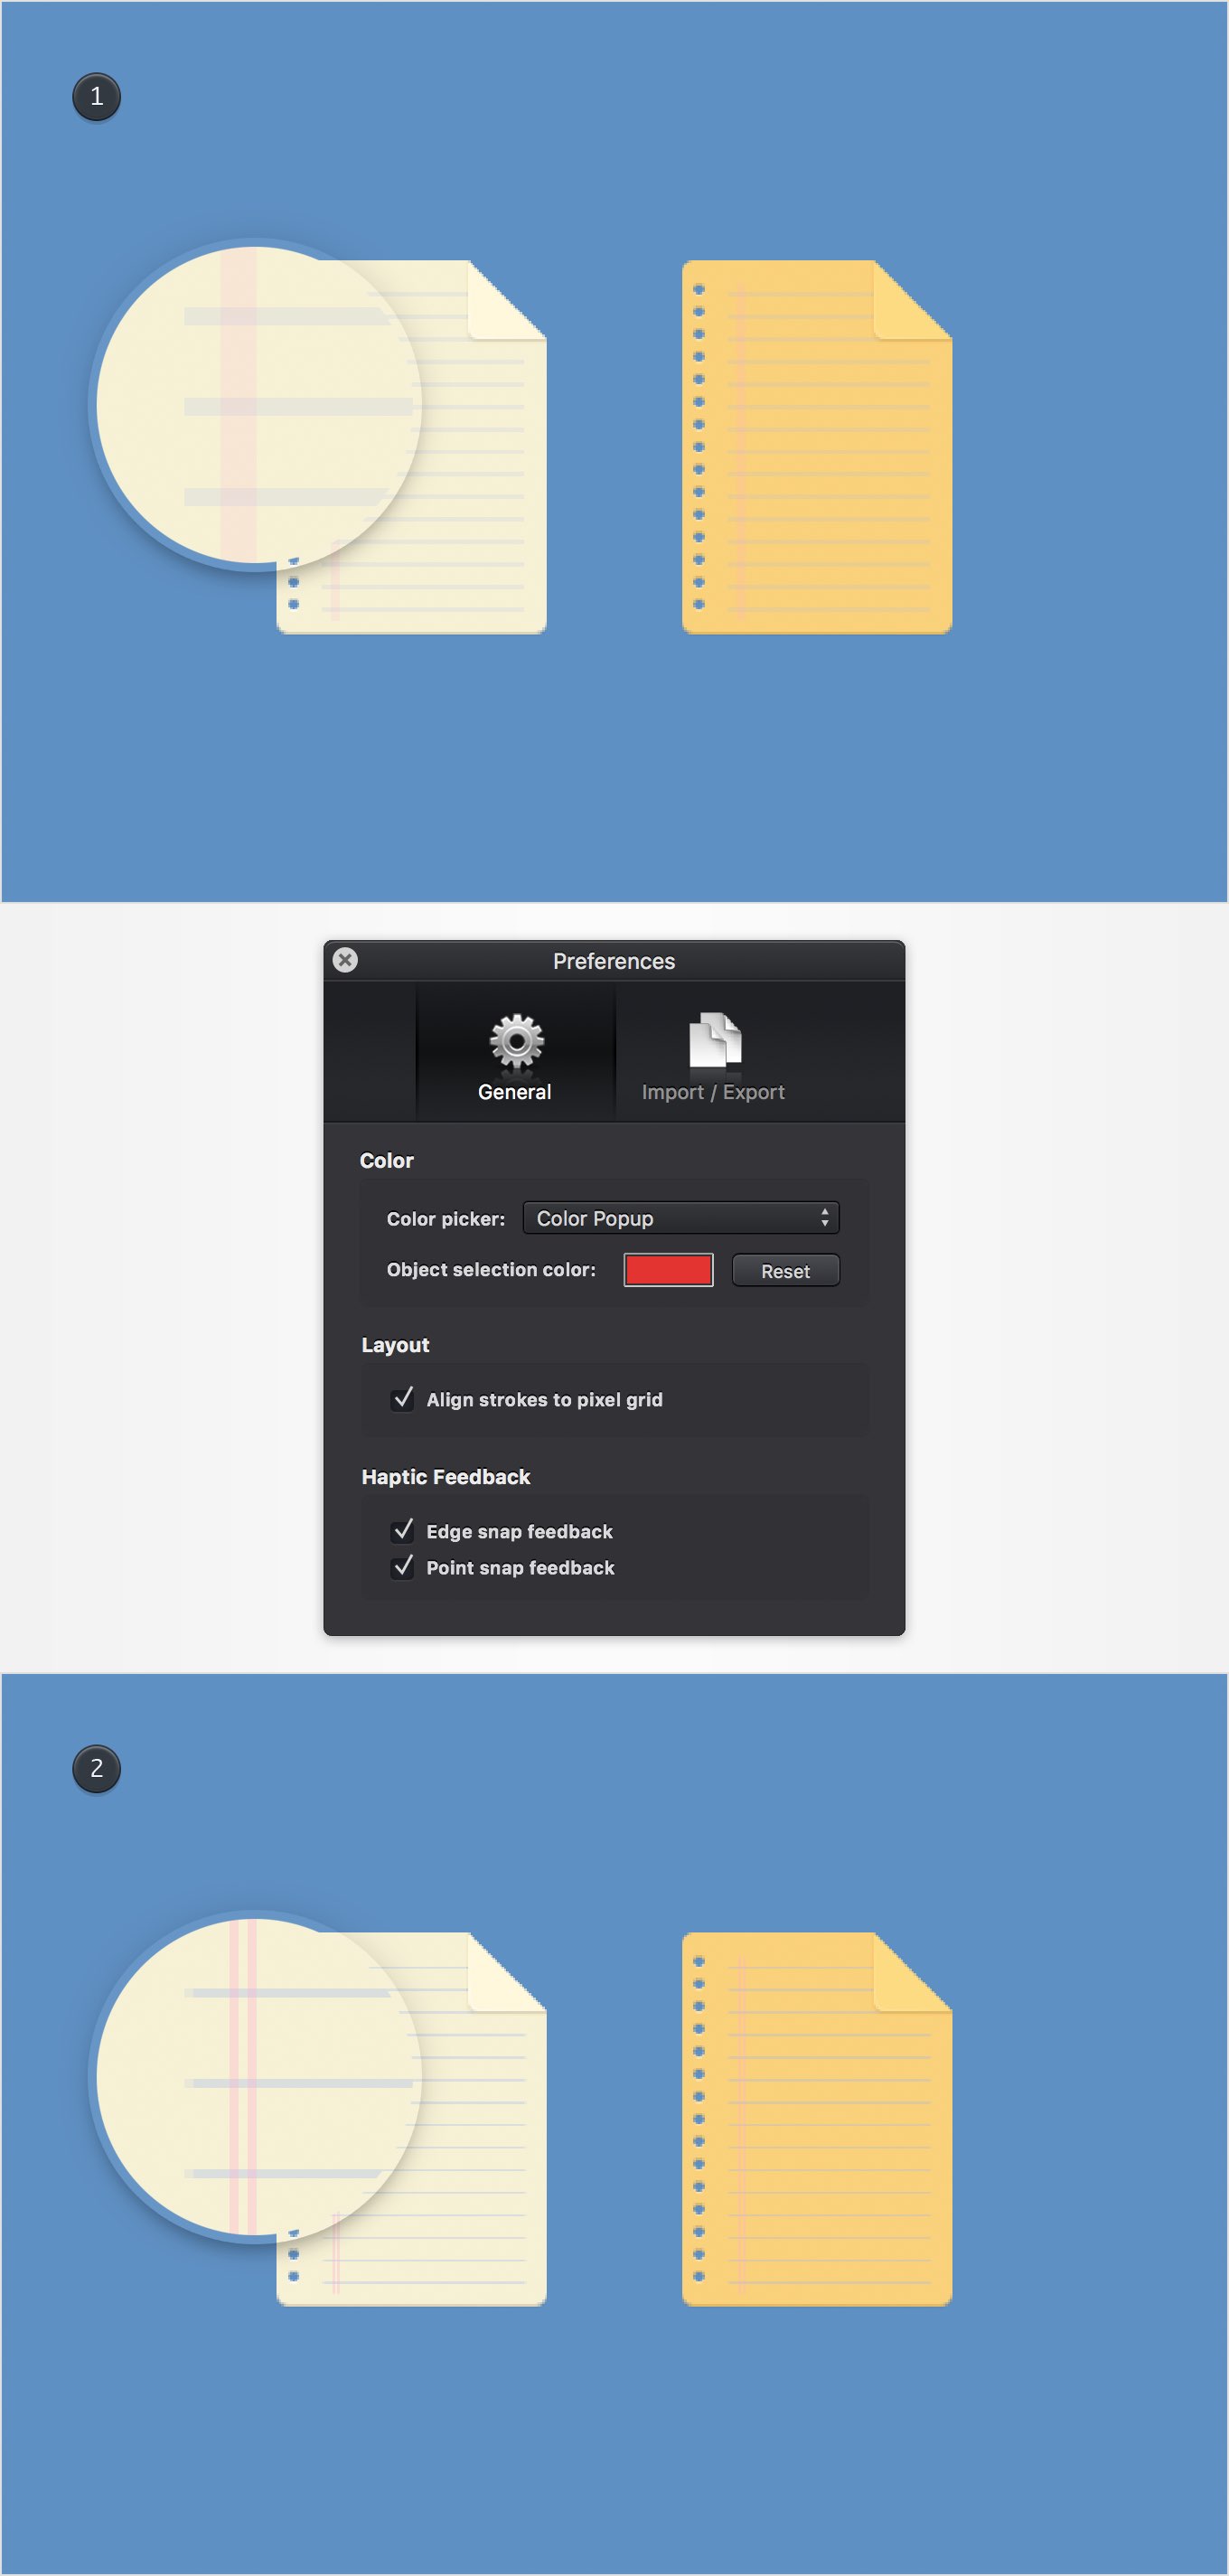 1
Preferences
General
Import / Export
Color
Color picker: Color Popup
Object selection color: Reset
Layout
Align strokes to pixel grid
Haptic Feedback
Edge snap feedback
Point snap feedback
2